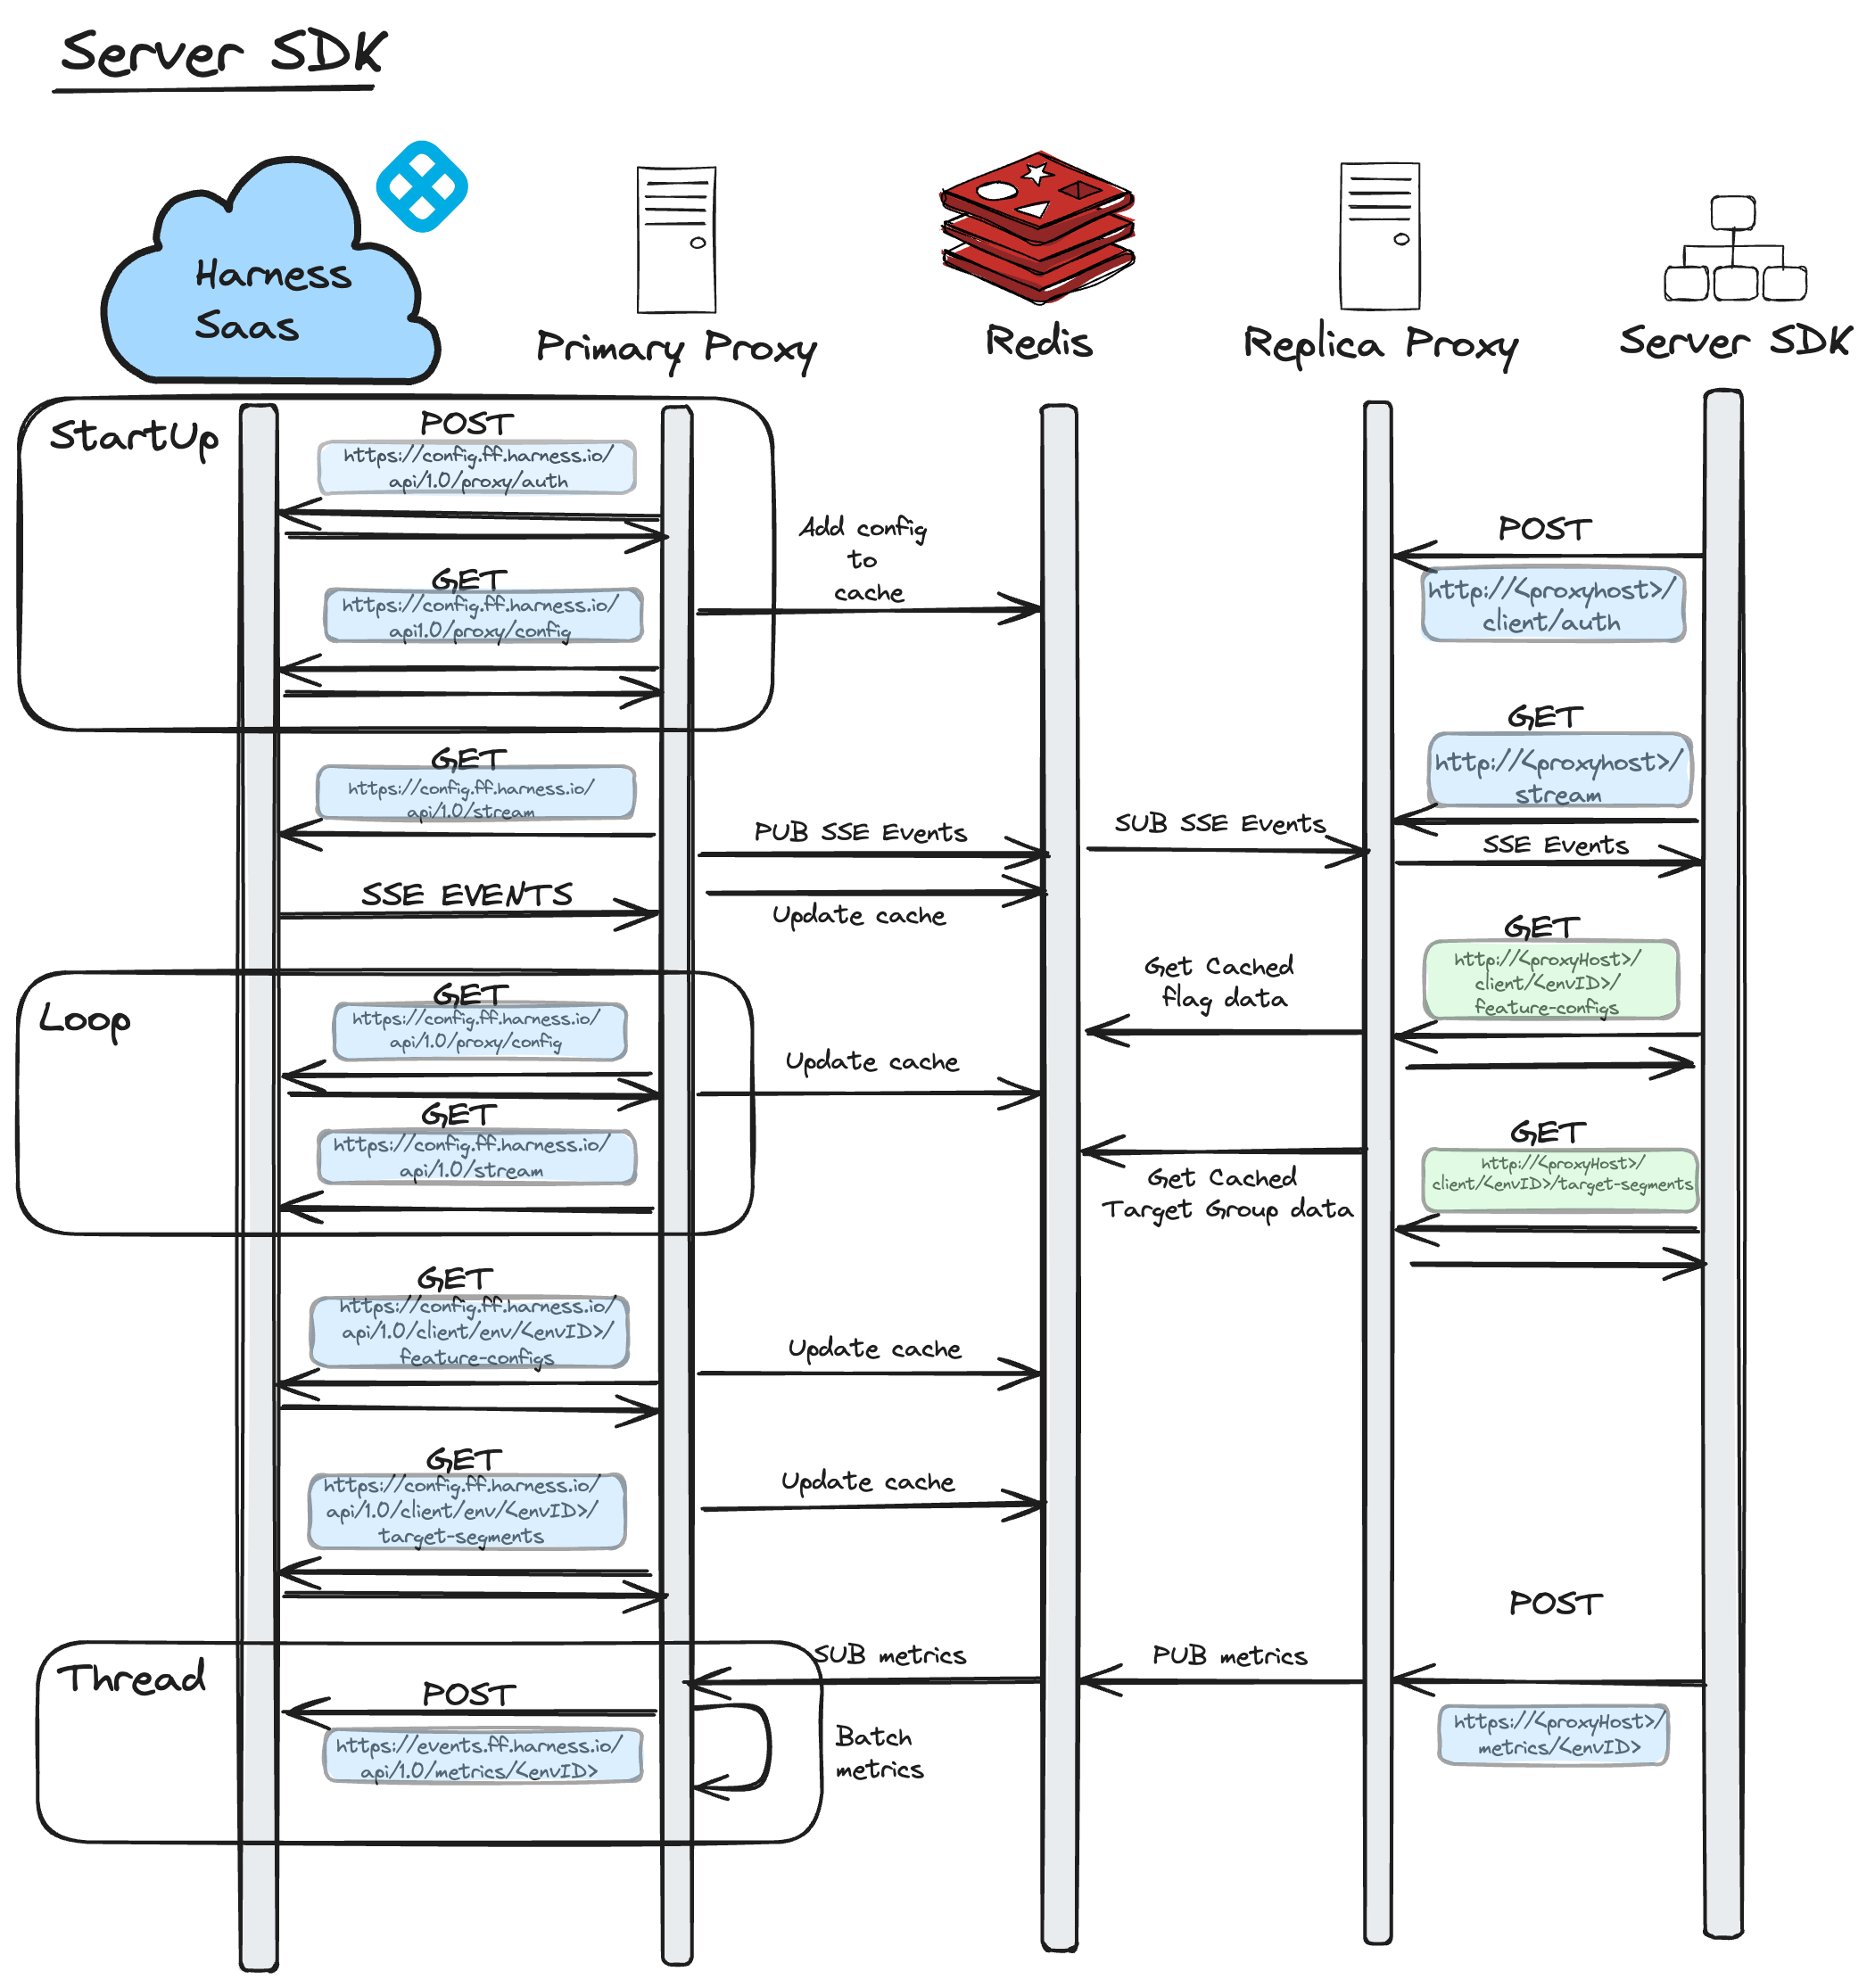 Server SDK
Harness
Saas
Primary Proxy
Redis
Replica Proxy
Server SDK
StartUp
POST
https://config.ff.harness.io/
api/1.0/proxy/auth
GET
https://config.ff.harness.io/
api1.0/proxy/config
Add config
to
cache
POST
http://<proxyhost>/
client/auth
GET
https://config.ff.harness.io/
api/1.0/stream
SSE EVENTS
PUB SSE Events
Update cache
SUB SSE Events
GET
http://<proxyhost>/
stream
SSE Events
Loop
GET
https://config.ff.harness.io/
api/1.0/proxy/config
GET
https://config.ff.harness.io/
api/1.0/stream
Update cache
Get Cached
flag data
GET
http://<proxyHost>/
client/<envID>/
feature-configs
Get Cached
Target Group data
GET
http://<proxyHost>/
client/<envID>/target-segments
GET
https://config.ff.harness.io/
api/1.0/client/env/<envID>/
feature-configs
Update cache
GET
https://config.ff.harness.io/
api/1.0/client/env/<envID>/
target-segments
Update cache
Thread
POST
https://events.ff.harness.io/
api/1.0/metrics/<envID>
SUB metrics
Batch
metrics
PUB metrics
POST
https://<proxyHost>/
metrics/<envID>